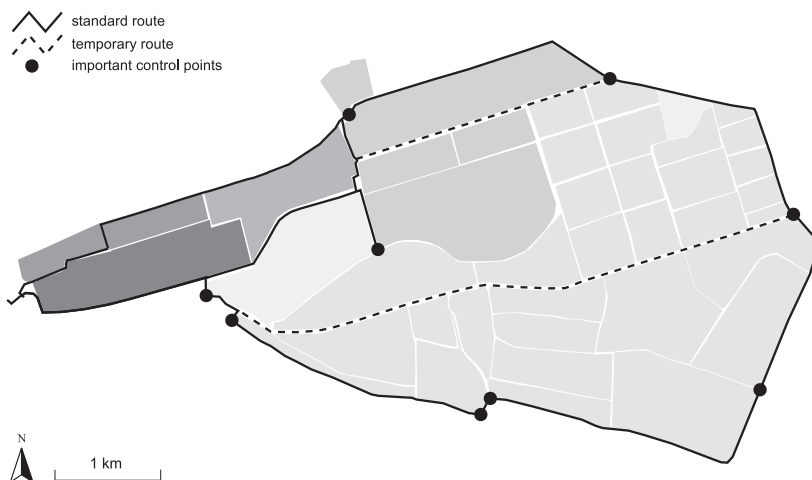 standard route
temporary route
important control points
N
1 km